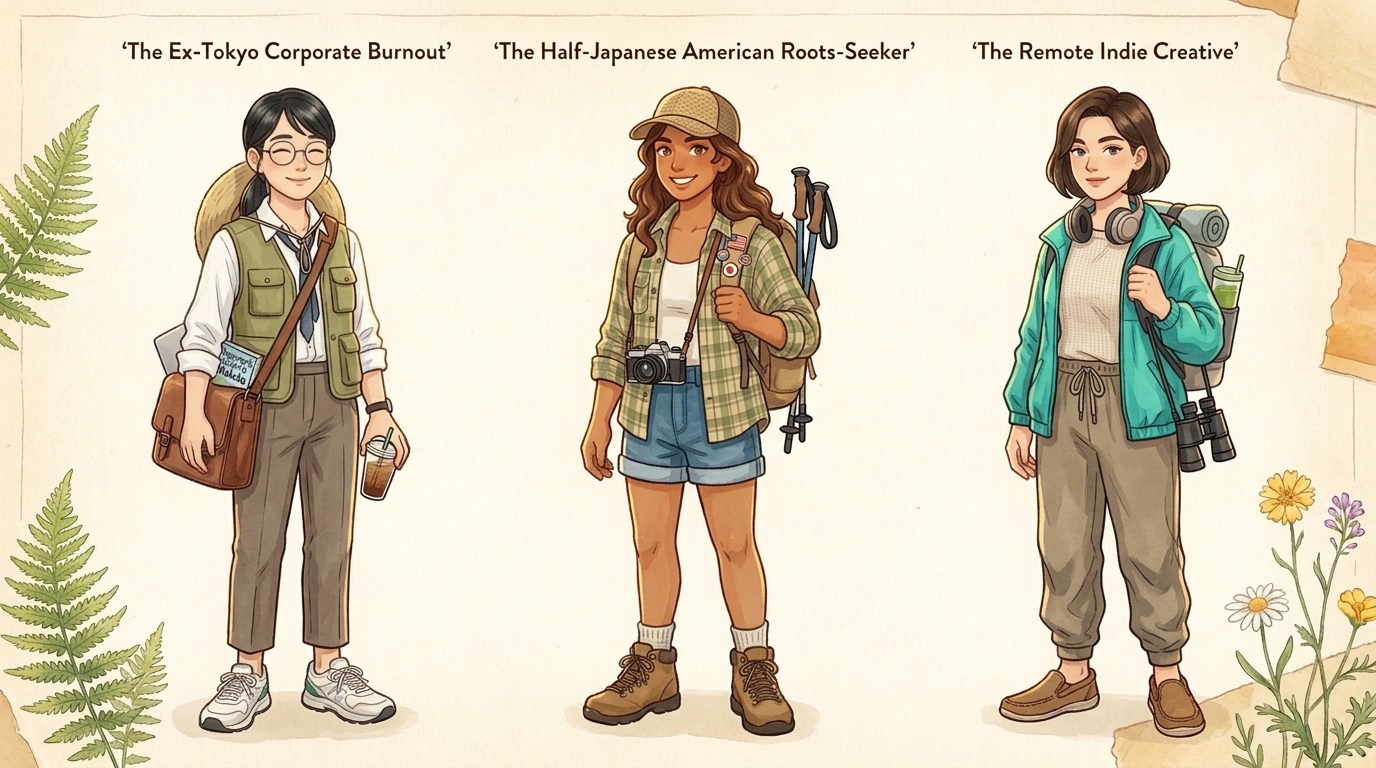 ‘The Ex-Tokyo Corporate Burnout’
‘The Half-Japanese American Roots-Seeker’
‘The Remote Indie Creative’